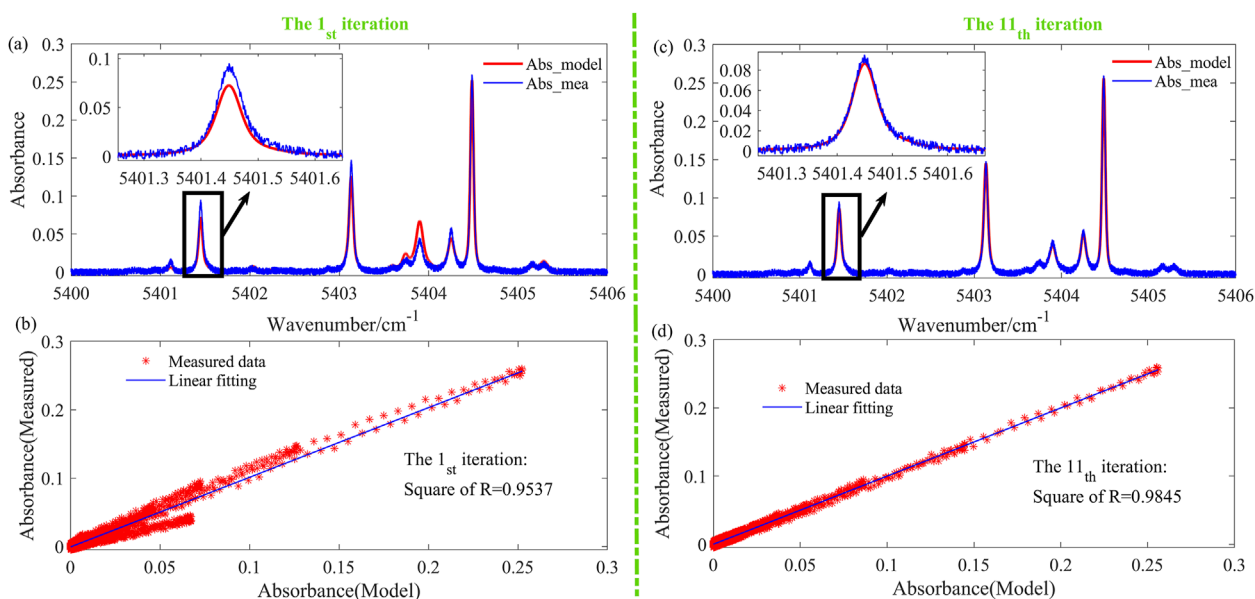 The 1st iteration
(a)
0.3
0.25
0.2
0.15
0.1
0.05
0
Absorbance
0.1
0.05
0
5401.3 5401.4 5401.5 5401.6
Abs_model
Abs_mea
5400 5401 5402 5403 5404 5405 5406
Wavenumber/cm-1
(b)
0.3
0.2
0.1
0
Absorbance(Measured)
Measured data
Linear fitting
The 1st iteration:
Square of R=0.9537
0 0.05 0.1 0.15 0.2 0.25 0.3
Absorbance(Model)
The 11th iteration
(c)
0.3
0.25
0.2
0.15
0.1
0.05
0
Absorbance
0.08
0.06
0.04
0.02
0
5401.3 5401.4 5401.5 5401.6
Abs_model
Abs_mea
5400 5401 5402 5403 5404 5405 5406
Wavenumber/cm-1
(d)
0.3
0.2
0.1
0
Absorbance(Measured)
Measured data
Linear fitting
The 11th iteration:
Square of R=0.9845
0 0.05 0.1 0.15 0.2 0.25 0.3
Absorbance(Model)